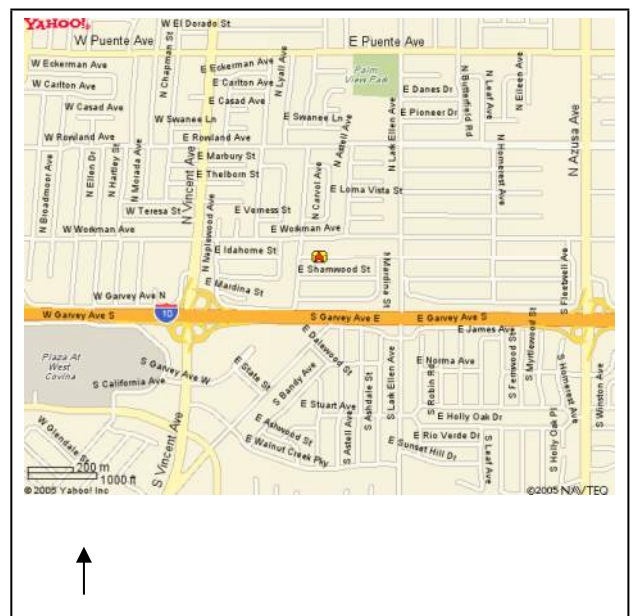 YAHOO!
W El Dorado St
W Puente Ave
E Puente Ave
N Chapman St
W Eckerman Ave
E Eckerman Ave
N Lyall Ave
Palm View Park
W Carlton Ave
E Carlton Ave
E Danes Dr
N Butterfield Rd
N Leaf Ave
N Eileen Ave
W Casad Ave
E Casad Ave
W Swanee Ln
E Swanee Ln
E Pioneer Dr
N Azusa Ave
W Rowland Ave
E Rowland Ave
N Astell Ave
N Lark Ellen Ave
N Homerest Ave
E Marbury St
N Broadmoor Ave
N Ellen Dr
N Hartley St
N Morada Ave
N Vincent Ave
E Thelborn St
N Carvol Ave
E Loma Vista St
W Teresa St
E Verness St
W Workman Ave
N Maplewood Ave
E Workman Ave
E Idahome St
A
E Shamwood St
N Mardina St
E Mardina St
S Fleetwell Ave
W Garvey Ave N
W Garvey Ave S
10
S Garvey Ave E
E Garvey Ave S
E James Ave
Plaza At West Covina
S Garvey Ave W
S California Ave
E State St
S Bandy Ave
E Dalewood St
E Norma Ave
S Fernwood St
S Myrtlewood St
S Homerest Ave
S Winston Ave
E Stuart Ave
S Ashdale St
S Lark Ellen Ave
S Robin Rd
E Holly Oak Dr
S Holly Oak Pl
W Glendale St
S Vincent Ave
E Ashwood St
E Walnut Creek Pky
S Astell Ave
E Rio Verde Dr
E Sunset Hill Dr
S Leaf Ave
200 m
1000 ft
©2005 Yahoo! Inc
©2005 NAVTEQ